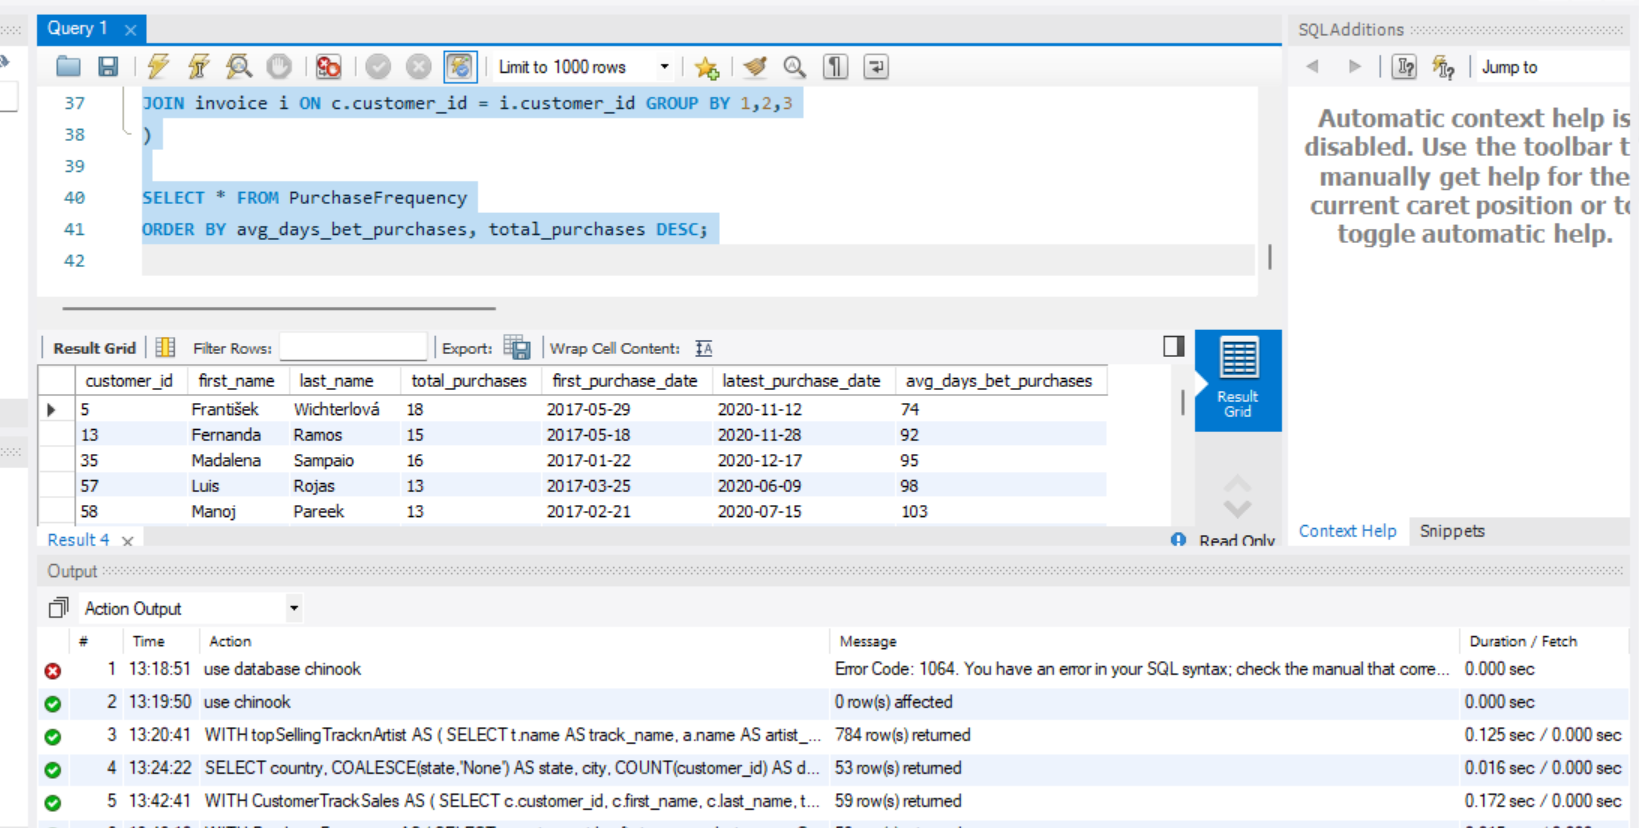 Query 1
SQLAdditions
Limit to 1000 rows
Jump to
37 JOIN invoice i ON c.customer_id = i.customer_id GROUP BY 1,2,3
38 )
39
40 SELECT * FROM PurchaseFrequency
41 ORDER BY avg_days_bet_purchases, total_purchases DESC;
42
Automatic context help is
disabled. Use the toolbar t
manually get help for the
current caret position or to
toggle automatic help.
Result Grid Filter Rows: Export: Wrap Cell Content:
customer_id first_name last_name total_purchases first_purchase_date latest_purchase_date avg_days_bet_purchases
5 František Wichterlová 18 2017-05-29 2020-11-12 74
13 Fernanda Ramos 15 2017-05-18 2020-11-28 92
35 Madalena Sampaio 16 2017-01-22 2020-12-17 95
57 Luis Rojas 13 2017-03-25 2020-06-09 98
58 Manoj Pareek 13 2017-02-21 2020-07-15 103
Result
Grid
Result 4
Read Only
Context Help Snippets
Output
Action Output
# Time Action Message Duration / Fetch
1 13:18:51 use database chinook Error Code: 1064. You have an error in your SQL syntax; check the manual that corre... 0.000 sec
2 13:19:50 use chinook 0 row(s) affected 0.000 sec
3 13:20:41 WITH topSellingTracknArtist AS ( SELECT t.name AS track_name, a.name AS artist_... 784 row(s) returned 0.125 sec / 0.000 sec
4 13:24:22 SELECT country, COALESCE(state,'None') AS state, city, COUNT(customer_id) AS d... 53 row(s) returned 0.016 sec / 0.000 sec
5 13:42:41 WITH CustomerTrackSales AS ( SELECT c.customer_id, c.first_name, c.last_name, t... 59 row(s) returned 0.172 sec / 0.000 sec